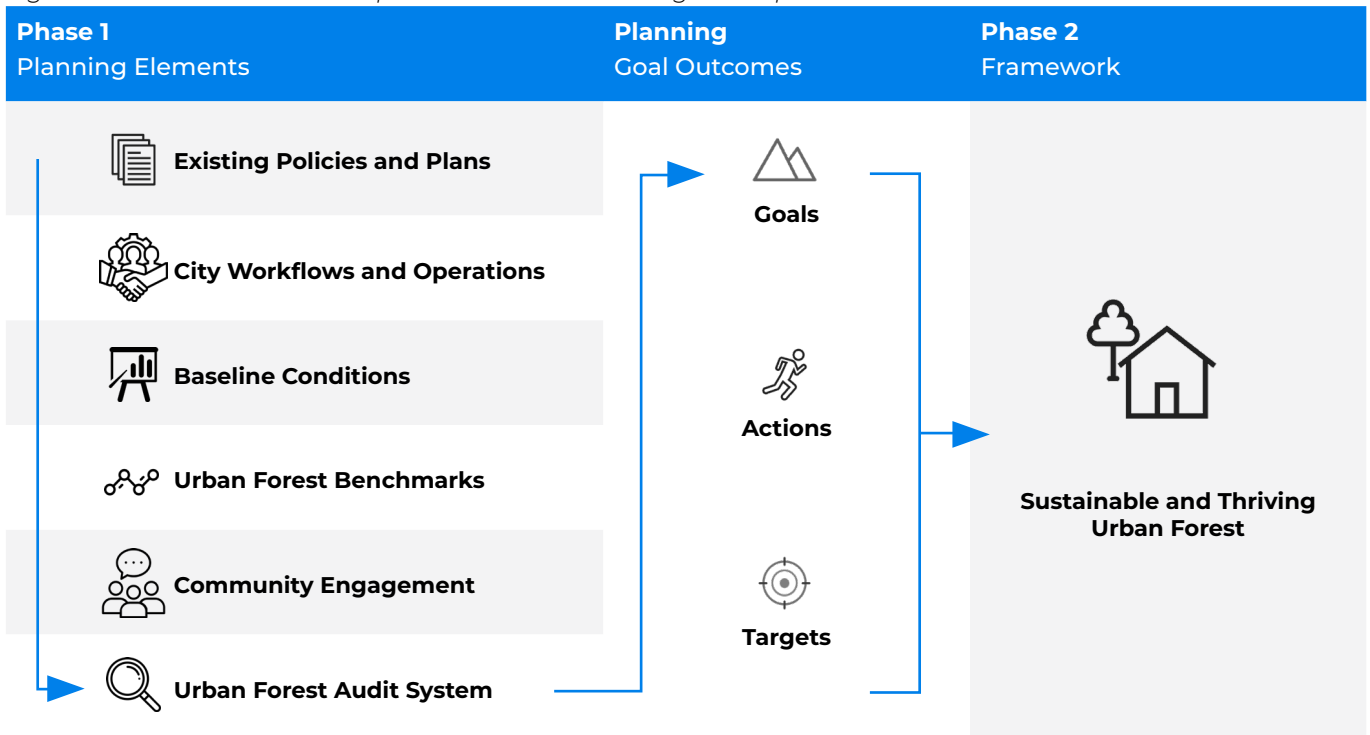 Phase 1
Planning Elements
Planning
Goal Outcomes
Phase 2
Framework
Existing Policies and Plans
City Workflows and Operations
Baseline Conditions
Urban Forest Benchmarks
Community Engagement
Urban Forest Audit System
Goals
Actions
Targets
Sustainable and Thriving
Urban Forest